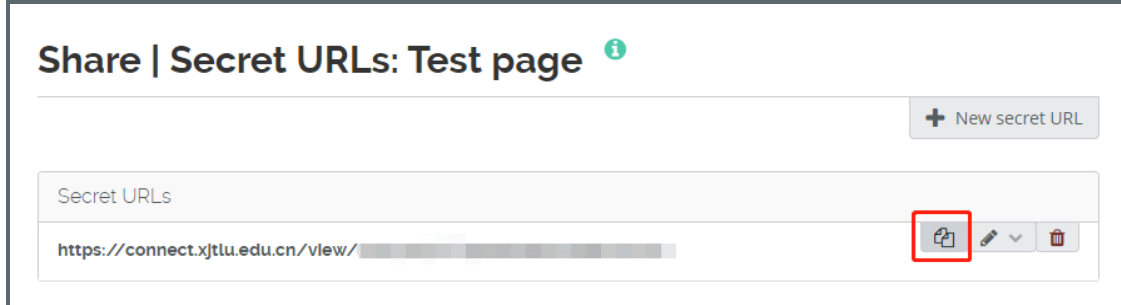 Share | Secret URLs: Test page
New secret URL
Secret URLs
https://connect.xjtlu.edu.cn/view/